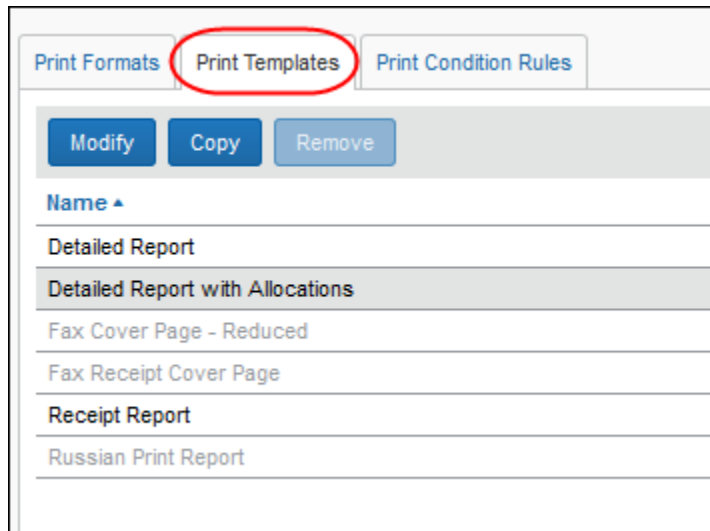 Print Formats Print Templates Print Condition Rules
Modify Copy Remove
Name
Detailed Report
Detailed Report with Allocations
Fax Cover Page - Reduced
Fax Receipt Cover Page
Receipt Report
Russian Print Report